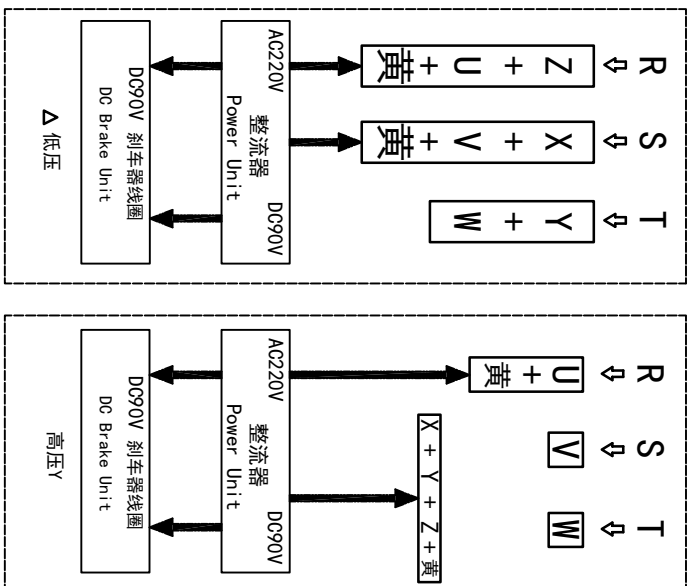 R S T
Z + U + 黄
X + V + 黄
Y + W
AC220V 整流器 DC90V
Power Unit
DC90V 刹车器线圈
DC Brake Unit
Δ 低压
R S T
U + 黄
V
W
X + Y + Z + 黄
AC220V 整流器 DC90V
Power Unit
DC90V 刹车器线圈
DC Brake Unit
高压Y